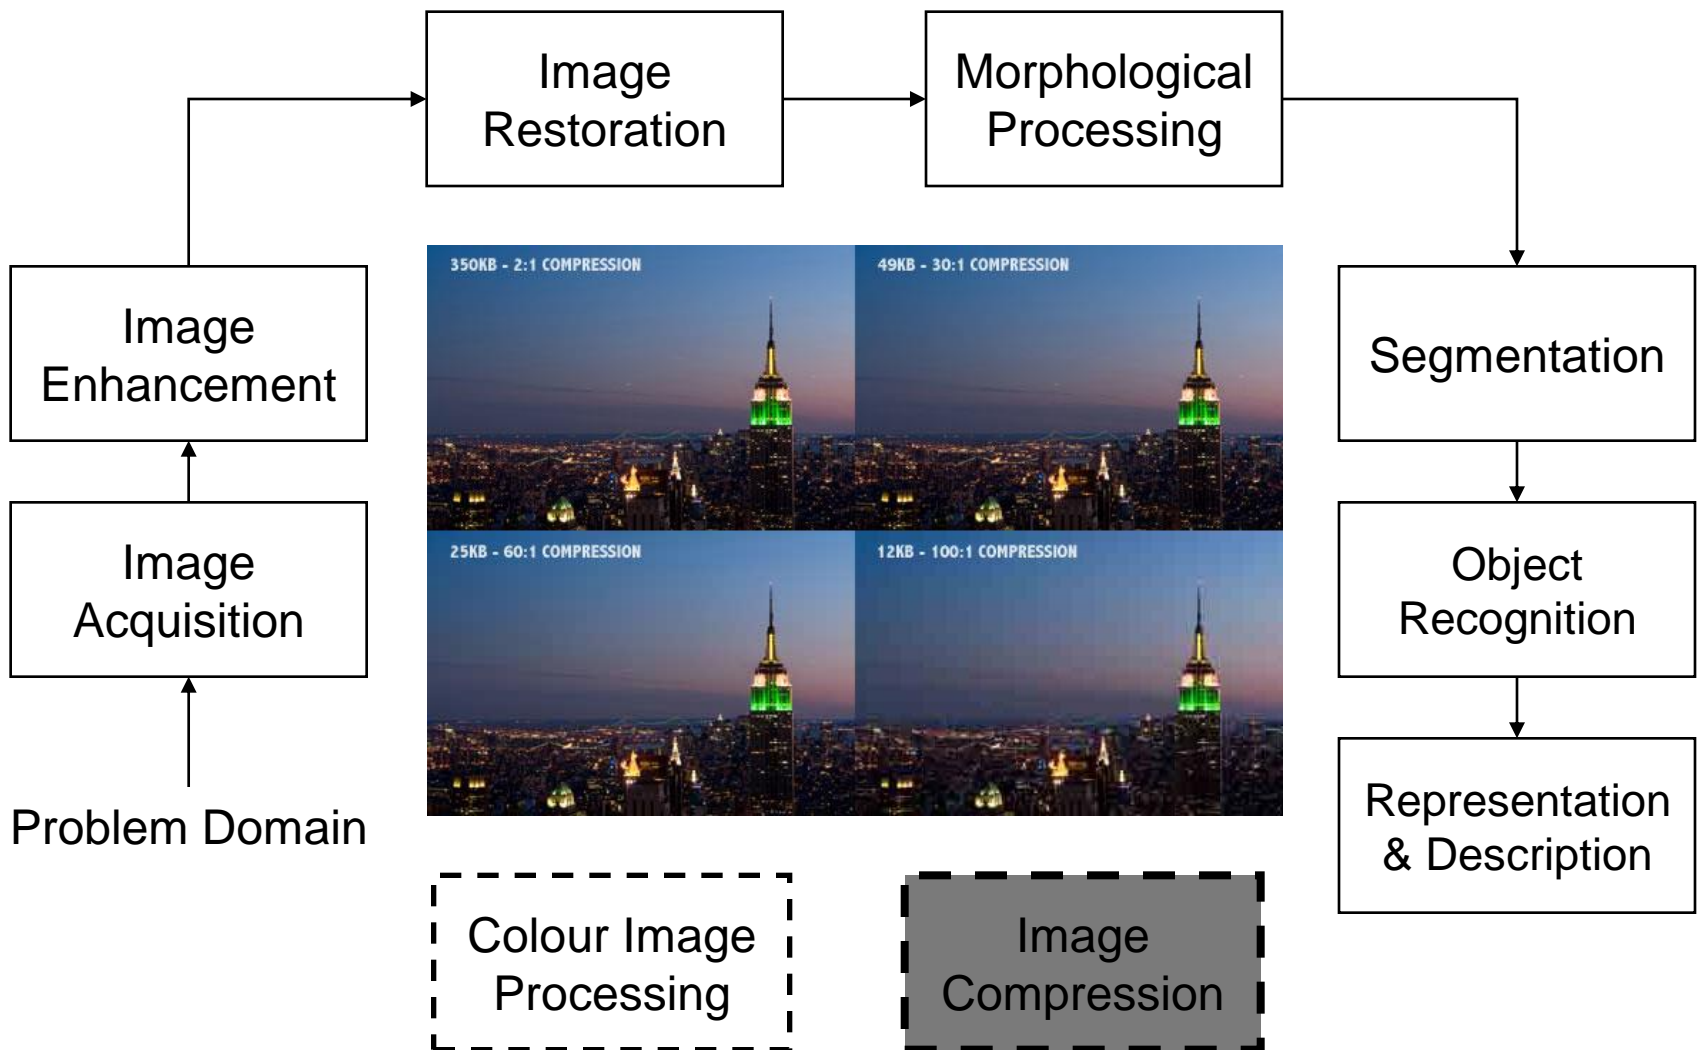 Image
Restoration
Morphological
Processing
Image
Enhancement
350KB - 2:1 COMPRESSION
49KB - 30:1 COMPRESSION
Segmentation
Image
Acquisition
25KB - 60:1 COMPRESSION
12KB - 100:1 COMPRESSION
Object
Recognition
Problem Domain
Representation
& Description
Colour Image
Processing
Image
Compression